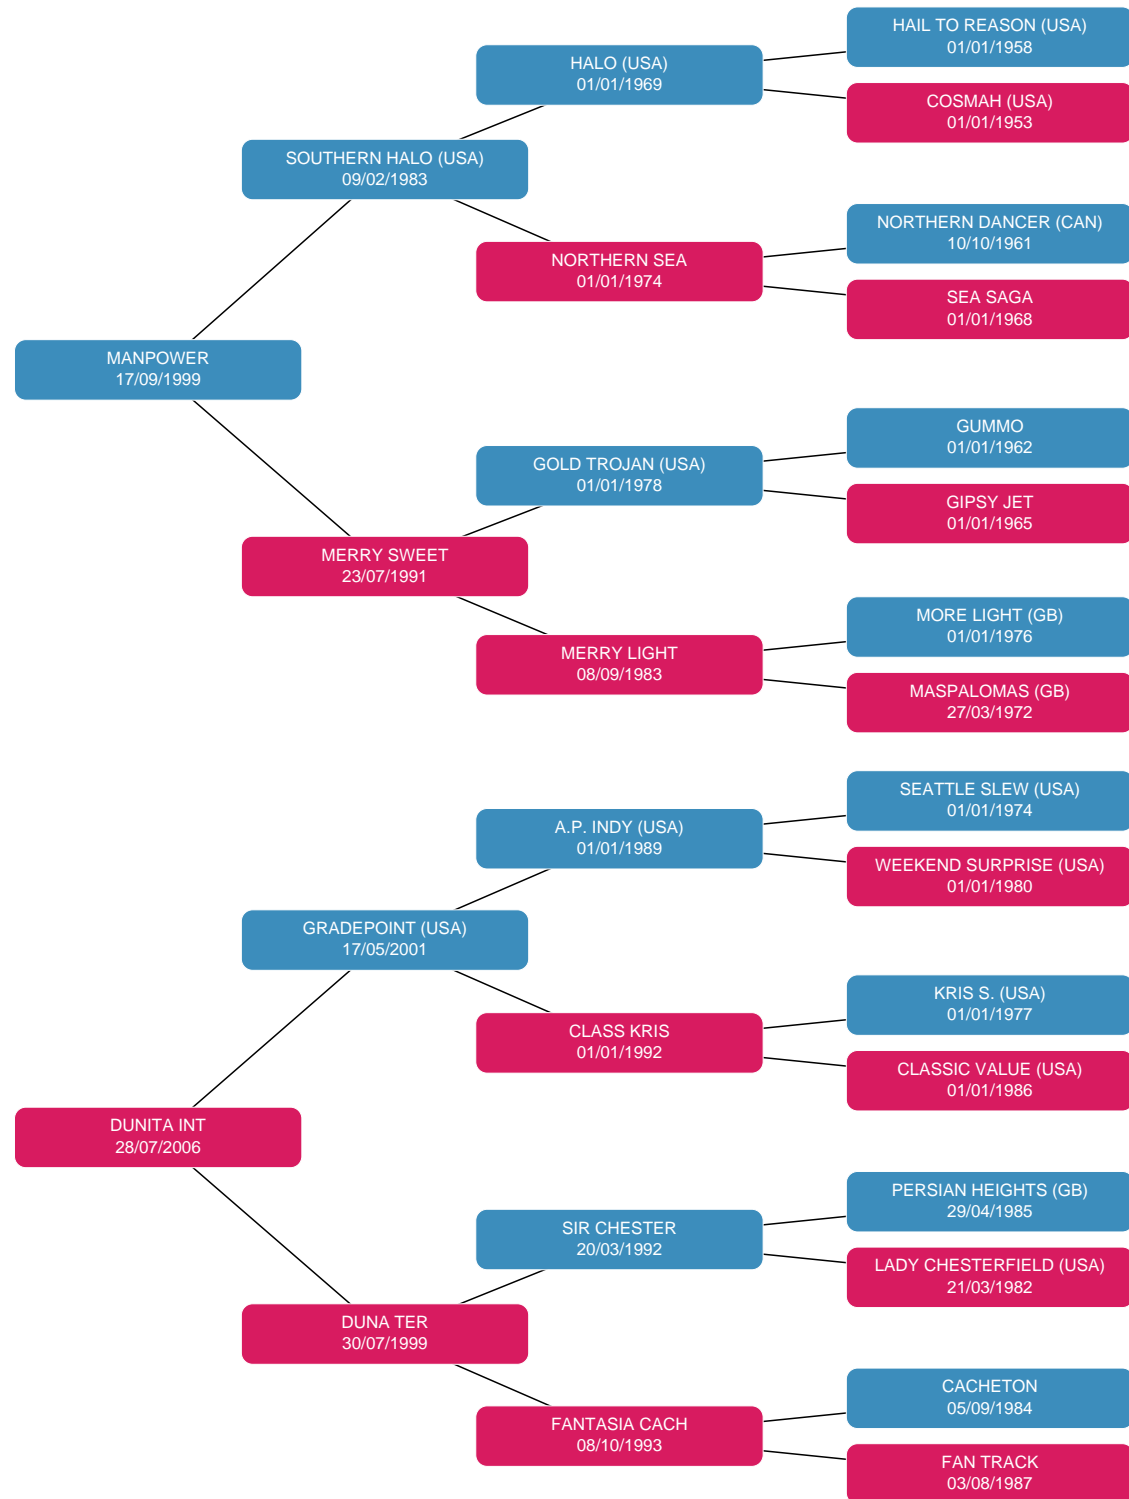 HAIL TO REASON (USA)
01/01/1958
HALO (USA)
01/01/1969
COSMAH (USA)
01/01/1953
SOUTHERN HALO (USA)
09/02/1983
NORTHERN DANCER (CAN)
10/10/1961
NORTHERN SEA
01/01/1974
SEA SAGA
01/01/1968
MANPOWER
17/09/1999
GUMMO
01/01/1962
GOLD TROJAN (USA)
01/01/1978
GIPSY JET
01/01/1965
MERRY SWEET
23/07/1991
MORE LIGHT (GB)
01/01/1976
MERRY LIGHT
08/09/1983
MASPALOMAS (GB)
27/03/1972
SEATTLE SLEW (USA)
01/01/1974
A.P. INDY (USA)
01/01/1989
WEEKEND SURPRISE (USA)
01/01/1980
GRADEPOINT (USA)
17/05/2001
KRIS S. (USA)
01/01/1977
CLASS KRIS
01/01/1992
CLASSIC VALUE (USA)
01/01/1986
DUNITA INT
28/07/2006
PERSIAN HEIGHTS (GB)
29/04/1985
SIR CHESTER
20/03/1992
LADY CHESTERFIELD (USA)
21/03/1982
DUNA TER
30/07/1999
CACHETON
05/09/1984
FANTASIA CACH
08/10/1993
FAN TRACK
03/08/1987